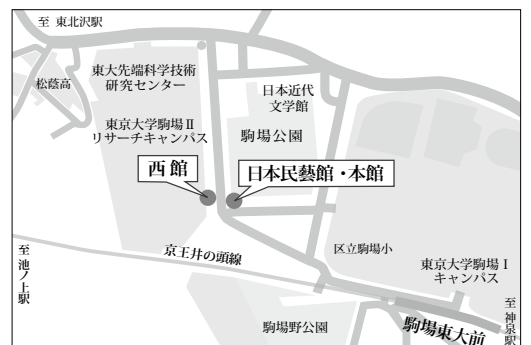 至 東北沢駅
松蔭高
東大先端科学技術
研究センター
日本近代
文学館
東京大学駒場Ⅱ
リサーチキャンパス
駒場公園
西館
日本民藝館・本館
京王井の頭線
至 池ノ上駅
区立駒場小
東京大学駒場Ⅰ
キャンパス
至 神泉駅
駒場野公園
駒場東大前